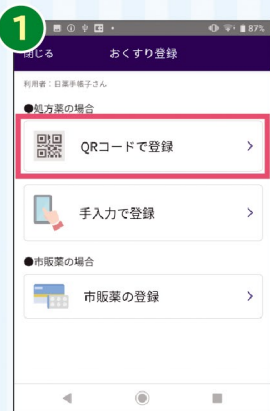 1
87%
閉じる おくすり登録
利用者：日薬手帳子さん
●処方薬の場合
QRコードで登録
手入力で登録
●市販薬の場合
市販薬の登録